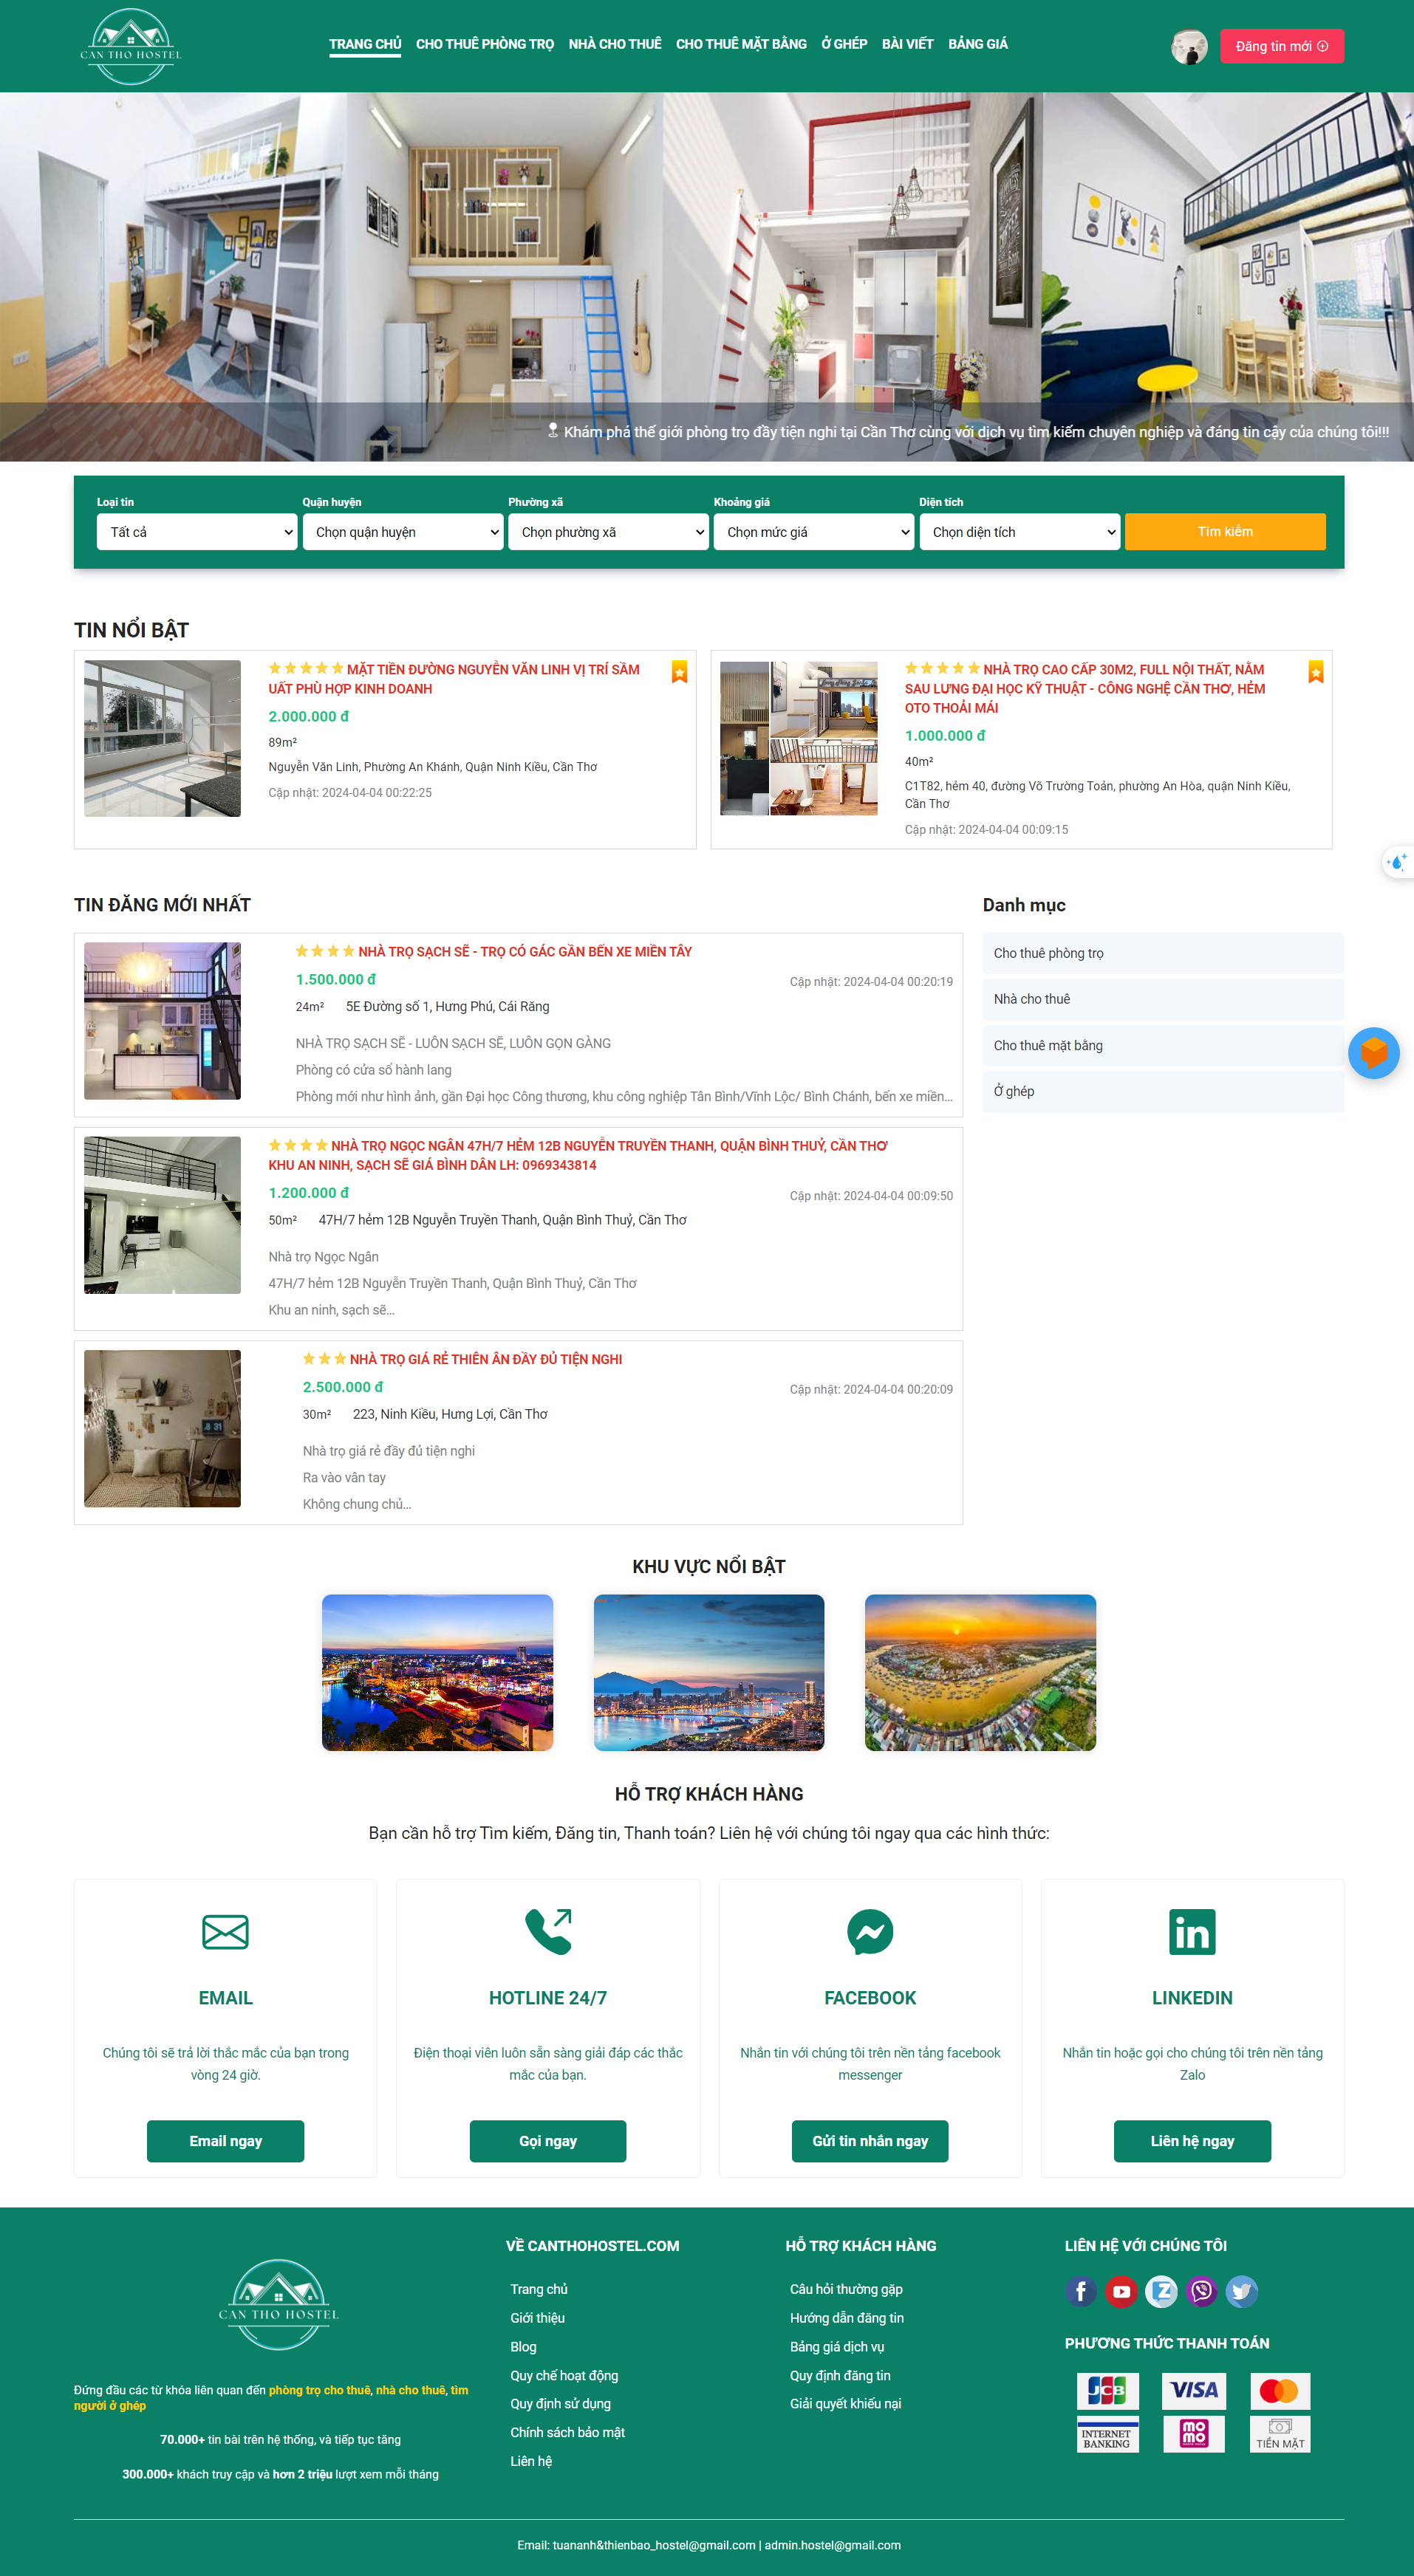 CAN THO HOSTEL
TRANG CHỦ CHO THUÊ PHÒNG TRỌ NHÀ CHO THUÊ CHO THUÊ MẶT BẰNG Ở GHÉP BÀI VIẾT BẢNG GIÁ
Đăng tin mới
Khám phá thế giới phòng trọ đầy tiện nghi tại Cần Thơ cùng với dịch vụ tìm kiếm chuyên nghiệp và đáng tin cậy của chúng tôi!!!
Loại tin Quận huyện Phường xã Khoảng giá Diện tích
Tất cả Chọn quận huyện Chọn phường xã Chọn mức giá Chọn diện tích Tìm kiếm
TIN NỔI BẬT
MẶT TIỀN ĐƯỜNG NGUYỄN VĂN LINH VỊ TRÍ SẦM
UẤT PHÙ HỢP KINH DOANH
2.000.000 đ
89m²
Nguyễn Văn Linh, Phường An Khánh, Quận Ninh Kiều, Cần Thơ
Cập nhật: 2024-04-04 00:22:25
NHÀ TRỌ CAO CẤP 30M2, FULL NỘI THẤT, NẰM
SAU LƯNG ĐẠI HỌC KỸ THUẬT - CÔNG NGHỆ CẦN THƠ, HẺM
OTO THOẢI MÁI
1.000.000 đ
40m²
C1T82, hẻm 40, đường Võ Trường Toản, phường An Hòa, quận Ninh Kiều,
Cần Thơ
Cập nhật: 2024-04-04 00:09:15
TIN ĐĂNG MỚI NHẤT
NHÀ TRỌ SẠCH SẼ - TRỌ CÓ GÁC GẦN BẾN XE MIỀN TÂY
1.500.000 đ
Cập nhật: 2024-04-04 00:20:19
24m² 5E Đường số 1, Hưng Phú, Cái Răng
NHÀ TRỌ SẠCH SẼ - LUÔN SẠCH SẼ, LUÔN GỌN GÀNG
Phòng có cửa sổ hành lang
Phòng mới như hình ảnh, gần Đại học Công thương, khu công nghiệp Tân Bình/Vĩnh Lộc/ Bình Chánh, bến xe miền...
NHÀ TRỌ NGỌC NGÂN 47H/7 HẺM 12B NGUYỄN TRUYỀN THANH, QUẬN BÌNH THUỶ, CẦN THƠ
KHU AN NINH, SẠCH SẼ GIÁ BÌNH DÂN LH: 0969343814
1.200.000 đ
Cập nhật: 2024-04-04 00:09:50
50m² 47H/7 hẻm 12B Nguyễn Truyền Thanh, Quận Bình Thuỷ, Cần Thơ
Nhà trọ Ngọc Ngân
47H/7 hẻm 12B Nguyễn Truyền Thanh, Quận Bình Thuỷ, Cần Thơ
Khu an ninh, sạch sẽ...
NHÀ TRỌ GIÁ RẺ THIÊN ÂN ĐẦY ĐỦ TIỆN NGHI
2.500.000 đ
Cập nhật: 2024-04-04 00:20:09
30m² 223, Ninh Kiều, Hưng Lợi, Cần Thơ
Nhà trọ giá rẻ đầy đủ tiện nghi
Ra vào vân tay
Không chung chủ...
Danh mục
Cho thuê phòng trọ
Nhà cho thuê
Cho thuê mặt bằng
Ở ghép
KHU VỰC NỔI BẬT
HỖ TRỢ KHÁCH HÀNG
Bạn cần hỗ trợ Tìm kiếm, Đăng tin, Thanh toán? Liên hệ với chúng tôi ngay qua các hình thức:
EMAIL
Chúng tôi sẽ trả lời thắc mắc của bạn trong
vòng 24 giờ.
Email ngay
HOTLINE 24/7
Điện thoại viên luôn sẵn sàng giải đáp các thắc
mắc của bạn.
Gọi ngay
FACEBOOK
Nhắn tin với chúng tôi trên nền tảng facebook
messenger
Gửi tin nhắn ngay
LINKEDIN
Nhắn tin hoặc gọi cho chúng tôi trên nền tảng
Zalo
Liên hệ ngay
CAN THO HOSTEL
Đứng đầu các từ khóa liên quan đến phòng trọ cho thuê, nhà cho thuê, tìm
người ở ghép
70.000+ tin bài trên hệ thống, và tiếp tục tăng
300.000+ khách truy cập và hơn 2 triệu lượt xem mỗi tháng
VỀ CANTHOHOSTEL.COM
Trang chủ
Giới thiệu
Blog
Quy chế hoạt động
Quy định sử dụng
Chính sách bảo mật
Liên hệ
HỖ TRỢ KHÁCH HÀNG
Câu hỏi thường gặp
Hướng dẫn đăng tin
Bảng giá dịch vụ
Quy định đăng tin
Giải quyết khiếu nại
LIÊN HỆ VỚI CHÚNG TÔI
PHƯƠNG THỨC THANH TOÁN
JCB VISA
INTERNET
BANKING
MOMO
TIỀN MẶT
Email: tuananh&thienbao_hostel@gmail.com | admin.hostel@gmail.com